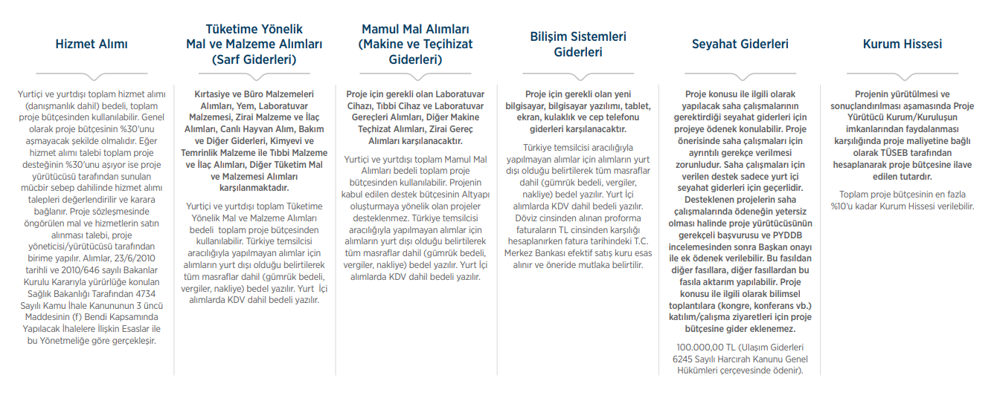 Hizmet Alımı
Yurtiçi ve yurtdışı toplam hizmet alımı
(danışmanlık dahil) bedeli, toplam
proje bütçesinden kullanılabilir. Genel
olarak proje bütçesinin %30'unu
aşmayacak şekilde olmalıdır. Eğer
hizmet alımı talebi toplam proje
desteğinin %30'unu aşıyor ise proje
yürütücüsü tarafından sunulan
mücbir sebep dahilinde hizmet alımı
talepleri değerlendirilir ve karara
bağlanır. Proje sözleşmesinde
öngörülen mal ve hizmetlerin satın
alınması talebi, proje
yöneticisi/yürütücüsü tarafından
birime yapılır. Alımlar, 23/6/2010
tarihli ve 2010/646 sayılı Bakanlar
Kurulu Kararıyla yürürlüğe konulan
Sağlık Bakanlığı Tarafından 4734
Sayılı Kamu İhale Kanununun 3 üncü
Maddesinin (f) Bendi Kapsamında
Yapılacak İhalelere İlişkin Esaslar ile
bu Yönetmeliğe göre gerçekleşir.
Tüketime Yönelik
Mal ve Malzeme Alımları
(Sarf Giderleri)
Kırtasiye ve Büro Malzemeleri
Alımları, Yem, Laboratuvar
Malzemesi, Zirai Malzeme ve İlaç
Alımları, Canlı Hayvan Alım, Bakım
ve Diğer Giderleri, Kimyevi ve
Temrinlik Malzeme ile Tıbbi Malzeme
ve İlaç Alımları, Diğer Tüketim Mal
ve Malzemesi Alımları
karşılanmaktadır.
Yurtiçi ve yurtdışı toplam Tüketime
Yönelik Mal ve Malzeme Alımları
bedeli toplam proje bütçesinden
kullanılabilir. Türkiye temsilcisi
aracılığıyla yapılmayan alımlar için
alımların yurt dışı olduğu belirtilerek
tüm masraflar dahil (gümrük bedeli,
vergiler, nakliye) bedel yazılır. Yurt İçi
alımlarda KDV dahil bedeli yazılır.
Mamul Mal Alımları
(Makine ve Teçihizat
Giderleri)
Proje için gerekli olan Laboratuvar
Cihazı, Tıbbi Cihaz ve Laboratuvar
Gereçleri Alımları, Diğer Makine
Teçhizat Alımları, Zirai Gereç
Alımları karşılanacaktır.
Yurtiçi ve yurtdışı toplam Mamul Mal
Alımları bedeli toplam proje
bütçesinden kullanılabilir. Projenin
kabul edilen destek bütçesinin Altyapı
oluşturmaya yönelik olan projeler
desteklenmez. Türkiye temsilcisi
aracılığıyla yapılmayan alımlar için
alımların yurt dışı olduğu belirtilerek
tüm masraflar dahil (gümrük bedeli,
vergiler, nakliye) bedel yazılır. Yurt İçi
alımlarda KDV dahil bedeli yazılır.
Bilişim Sistemleri
Giderleri
Proje için gerekli olan yeni
bilgisayar, bilgisayar yazılımı, tablet,
ekran, kulaklık ve cep telefonu
giderleri karşılanacaktır.
Türkiye temsilcisi aracılığıyla
yapılmayan alımlar için alımların yurt
dışı olduğu belirtilerek tüm masraflar
dahil (gümrük bedeli, vergiler,
nakliye) bedel yazılır. Yurt İçi
alımlarda KDV dahil bedeli yazılır.
Döviz cinsinden alınan proforma
faturaların TL cinsinden karşılığı
hesaplanırken fatura tarihindeki T.C.
Merkez Bankası efektif satış kuru esas
alınır ve öneride mutlaka belirtilir.
Seyahat Giderleri
Proje konusu ile ilgili olarak
yapılacak saha çalışmalarının
gerektirdiği seyahat giderleri için
projeye ödenek konulabilir. Proje
önerisinde saha çalışmaları için
ayrıntılı gerekçe verilmesi
zorunludur. Saha çalışmaları için
verilen destek sadece yurt içi
seyahat giderleri için geçerlidir.
Desteklenen projelerin saha
çalışmalarında ödeneğin yetersiz
olması halinde proje yürütücüsünün
gerekçeli başvurusu ve PYDDB
incelemesinden sonra Başkan onayı
ile ek ödenek verilebilir. Bu fasıldan
diğer fasıllara, diğer fasıllardan bu
fasıla aktarım yapılabilir. Proje
konusu ile ilgili olarak bilimsel
toplantılara (kongre, konferans vb.)
katılım/çalışma ziyaretleri için proje
bütçesine gider eklenemez.
100.000,00 TL (Ulaşım Giderleri
6245 Sayılı Harcırah Kanunu Genel
Hükümleri çerçevesinde ödenir).
Kurum Hissesi
Projenin yürütülmesi ve
sonuçlandırılması aşamasında Proje
Yürütücü Kurum/Kuruluşun
imkanlarından faydalanması
karşılığında proje maliyetine bağlı
olarak TÜSEB tarafından
hesaplanarak proje bütçesine ilave
edilen tutardır.
Toplam proje bütçesinin en fazla
%10'u kadar Kurum Hissesi verilebilir.